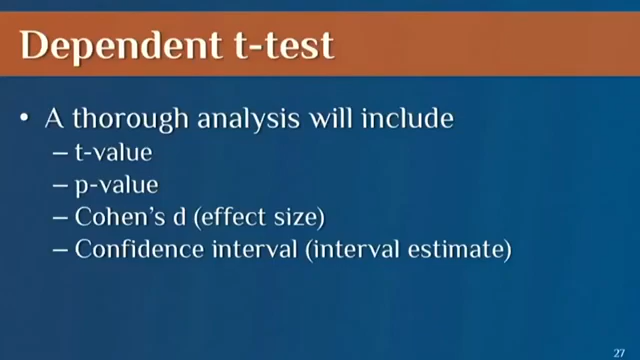 Dependent t-test
• A thorough analysis will include
– t-value
– p-value
– Cohen's d (effect size)
– Confidence interval (interval estimate)
27